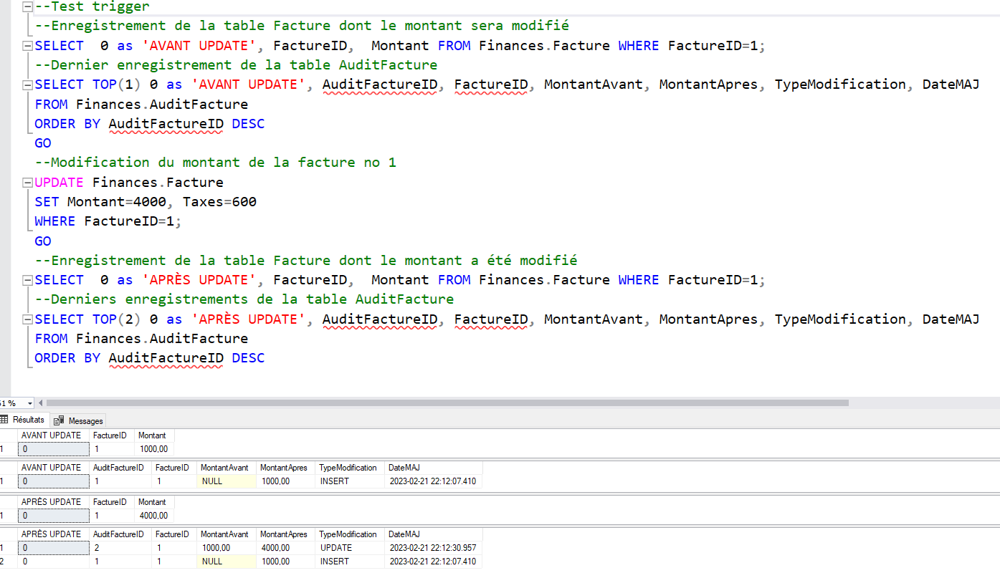 --Test trigger
--Enregistrement de la table Facture dont le montant sera modifié
SELECT  0 as 'AVANT UPDATE', FactureID,  Montant FROM Finances.Facture WHERE FactureID=1;
--Dernier enregistrement de la table AuditFacture
SELECT TOP(1) 0 as 'AVANT UPDATE', AuditFactureID, FactureID, MontantAvant, MontantApres, TypeModification, DateMAJ
FROM Finances.AuditFacture
ORDER BY AuditFactureID DESC
GO
--Modification du montant de la facture no 1
UPDATE Finances.Facture
SET Montant=4000, Taxes=600
WHERE FactureID=1;
GO
--Enregistrement de la table Facture dont le montant a été modifié
SELECT  0 as 'APRÈS UPDATE', FactureID,  Montant FROM Finances.Facture WHERE FactureID=1;
--Derniers enregistrements de la table AuditFacture
SELECT TOP(2) 0 as 'APRÈS UPDATE', AuditFactureID, FactureID, MontantAvant, MontantApres, TypeModification, DateMAJ
FROM Finances.AuditFacture
ORDER BY AuditFactureID DESC
51 %
Résultats Messages
AVANT UPDATE FactureID Montant
1 0 1 1000,00
AVANT UPDATE AuditFactureID FactureID MontantAvant MontantApres TypeModification DateMAJ
1 0 1 1 NULL 1000,00 INSERT 2023-02-21 22:12:07.410
APRÈS UPDATE FactureID Montant
1 0 1 4000,00
APRÈS UPDATE AuditFactureID FactureID MontantAvant MontantApres TypeModification DateMAJ
1 0 2 1 1000,00 4000,00 UPDATE 2023-02-21 22:12:30.957
2 0 1 1 NULL 1000,00 INSERT 2023-02-21 22:12:07.410